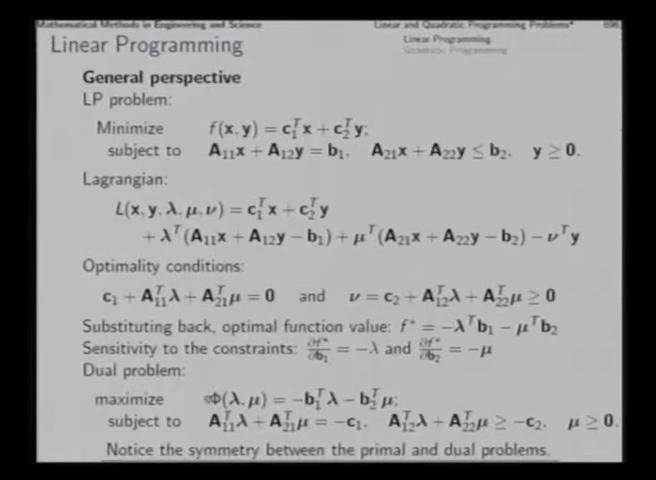 Mathematical Methods in Engineering and Science
Linear and Quadratic Programming Problems*
Linear Programming
Linear Programming
Quadratic Programming
General perspective
LP problem:
Minimize f(x, y) = c₁ᵀx + c₂ᵀy;
subject to A₁₁x + A₁₂y = b₁, A₂₁x + A₂₂y ≤ b₂, y ≥ 0.
Lagrangian:
L(x, y, λ, μ, ν) = c₁ᵀx + c₂ᵀy
+ λᵀ(A₁₁x + A₁₂y − b₁) + μᵀ(A₂₁x + A₂₂y − b₂) − νᵀy
Optimality conditions:
c₁ + A₁₁ᵀλ + A₂₁ᵀμ = 0 and ν = c₂ + A₁₂ᵀλ + A₂₂ᵀμ ≥ 0
Substituting back, optimal function value: f* = −λᵀb₁ − μᵀb₂
Sensitivity to the constraints: ∂f*/∂b₁ = −λ and ∂f*/∂b₂ = −μ
Dual problem:
maximize Φ(λ, μ) = −b₁ᵀλ − b₂ᵀμ;
subject to A₁₁ᵀλ + A₂₁ᵀμ = −c₁, A₁₂ᵀλ + A₂₂ᵀμ ≥ −c₂, μ ≥ 0.
Notice the symmetry between the primal and dual problems.